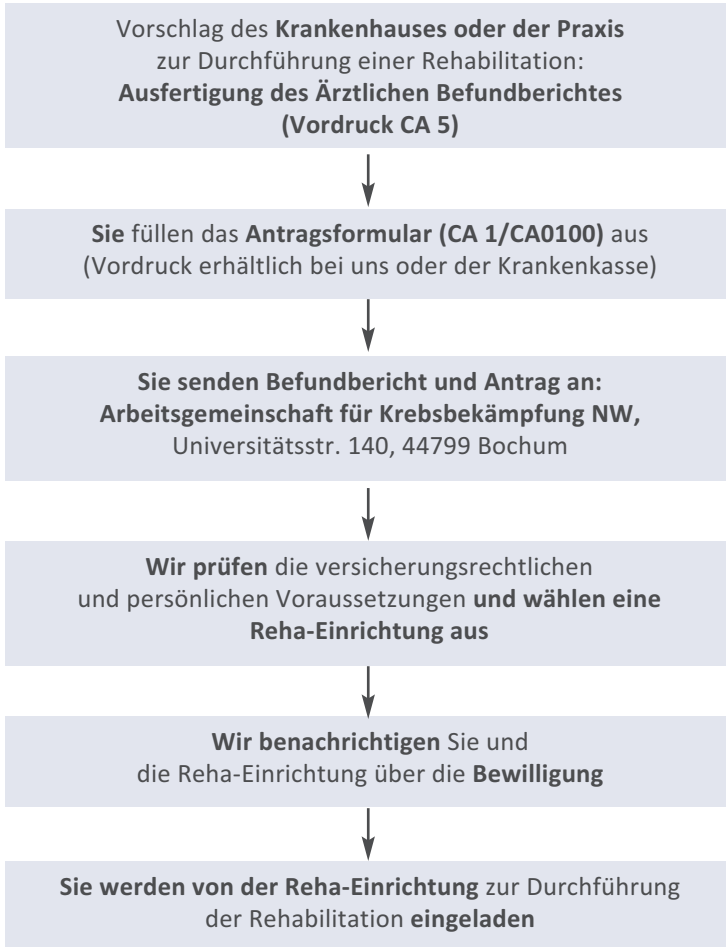 Vorschlag des Krankenhauses oder der Praxis
zur Durchführung einer Rehabilitation:
Ausfertigung des Ärztlichen Befundberichtes
(Vordruck CA 5)
Sie füllen das Antragsformular (CA 1/CA0100) aus
(Vordruck erhältlich bei uns oder der Krankenkasse)
Sie senden Befundbericht und Antrag an:
Arbeitsgemeinschaft für Krebsbekämpfung NW,
Universitätsstr. 140, 44799 Bochum
Wir prüfen die versicherungsrechtlichen
und persönlichen Voraussetzungen und wählen eine
Reha-Einrichtung aus
Wir benachrichtigen Sie und
die Reha-Einrichtung über die Bewilligung
Sie werden von der Reha-Einrichtung zur Durchführung
der Rehabilitation eingeladen